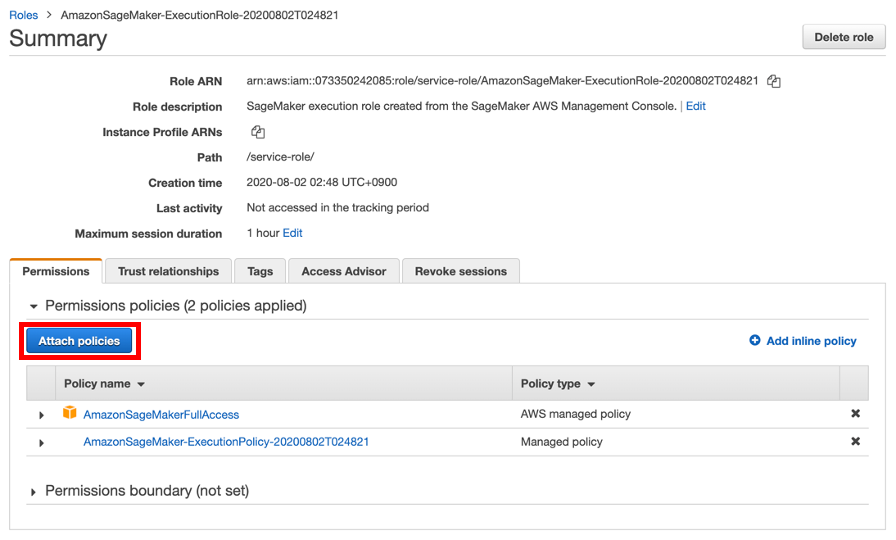 Roles > AmazonSageMaker-ExecutionRole-20200802T024821
Summary
Delete role
Role ARN arn:aws:iam::073350242085:role/service-role/AmazonSageMaker-ExecutionRole-20200802T024821
Role description SageMaker execution role created from the SageMaker AWS Management Console. | Edit
Instance Profile ARNs
Path /service-role/
Creation time 2020-08-02 02:48 UTC+0900
Last activity Not accessed in the tracking period
Maximum session duration 1 hour Edit
Permissions Trust relationships Tags Access Advisor Revoke sessions
Permissions policies (2 policies applied)
Attach policies Add inline policy
Policy name Policy type
AmazonSageMakerFullAccess AWS managed policy
AmazonSageMaker-ExecutionPolicy-20200802T024821 Managed policy
Permissions boundary (not set)